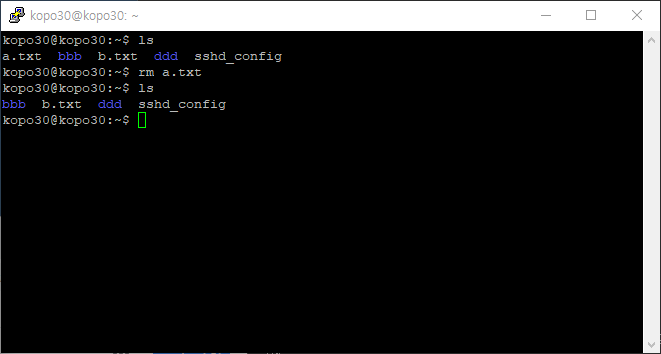 kopo30@kopo30: ~
kopo30@kopo30:~$ ls
a.txt  bbb  b.txt  ddd  sshd_config
kopo30@kopo30:~$ rm a.txt
kopo30@kopo30:~$ ls
bbb  b.txt  ddd  sshd_config
kopo30@kopo30:~$